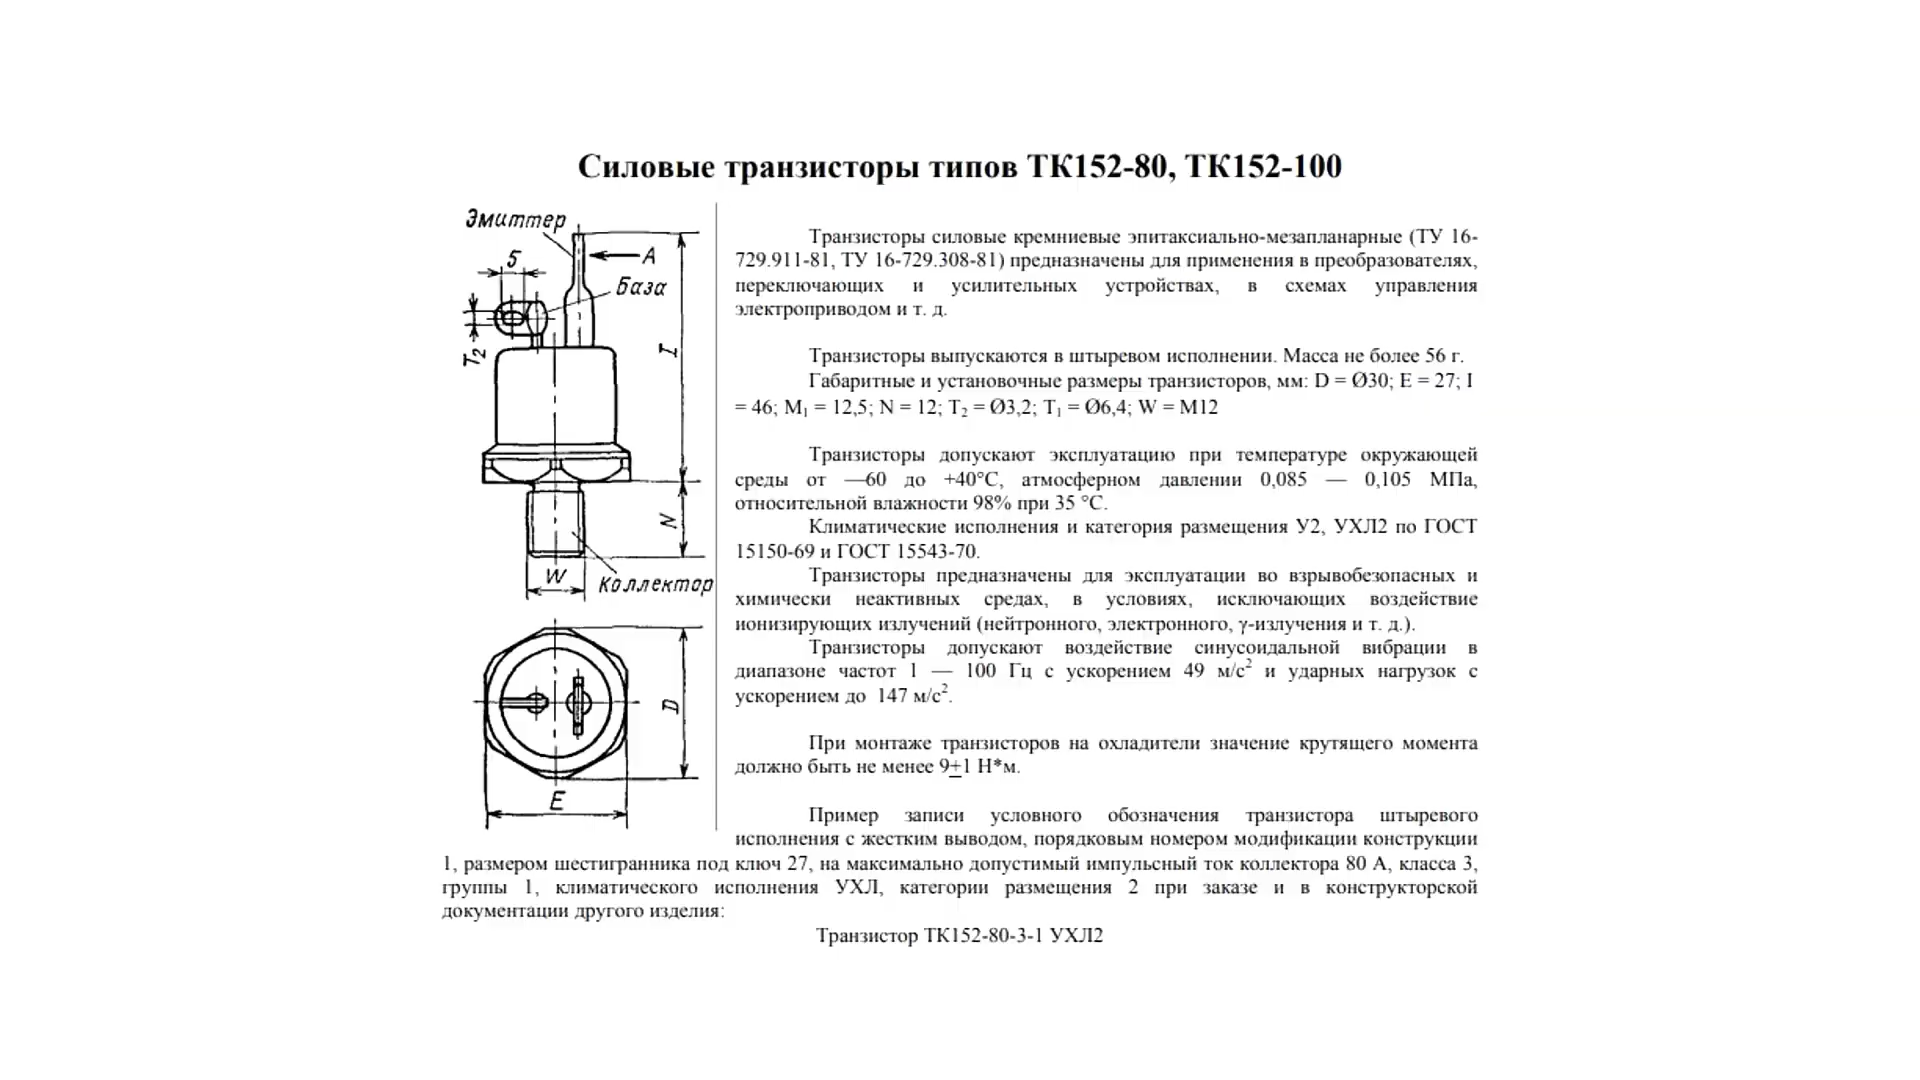 Силовые транзисторы типов ТК152-80, ТК152-100
Эмиттер
A
5
База
T2
I
N
W
Коллектор
D
E
Транзисторы силовые кремниевые эпитаксиально-мезапланарные (ТУ 16-
729.911-81, ТУ 16-729.308-81) предназначены для применения в преобразователях,
переключающих и усилительных устройствах, в схемах управления
электроприводом и т. д.
Транзисторы выпускаются в штыревом исполнении. Масса не более 56 г.
Габаритные и установочные размеры транзисторов, мм: D = Ø30; E = 27; I
= 46; M₁ = 12,5; N = 12; T₂ = Ø3,2; T₁ = Ø6,4; W = М12
Транзисторы допускают эксплуатацию при температуре окружающей
среды от —60 до +40°С, атмосферном давлении 0,085 — 0,105 МПа,
относительной влажности 98% при 35 °С.
Климатические исполнения и категория размещения У2, УХЛ2 по ГОСТ
15150-69 и ГОСТ 15543-70.
Транзисторы предназначены для эксплуатации во взрывобезопасных и
химически неактивных средах, в условиях, исключающих воздействие
ионизирующих излучений (нейтронного, электронного, γ-излучения и т. д.).
Транзисторы допускают воздействие синусоидальной вибрации в
диапазоне частот 1 — 100 Гц с ускорением 49 м/с² и ударных нагрузок с
ускорением до 147 м/с².
При монтаже транзисторов на охладители значение крутящего момента
должно быть не менее 9±1 Н*м.
Пример записи условного обозначения транзистора штыревого
исполнения с жестким выводом, порядковым номером модификации конструкции
1, размером шестигранника под ключ 27, на максимально допустимый импульсный ток коллектора 80 А, класса 3,
группы 1, климатического исполнения УХЛ, категории размещения 2 при заказе и в конструкторской
документации другого изделия:
Транзистор ТК152-80-3-1 УХЛ2